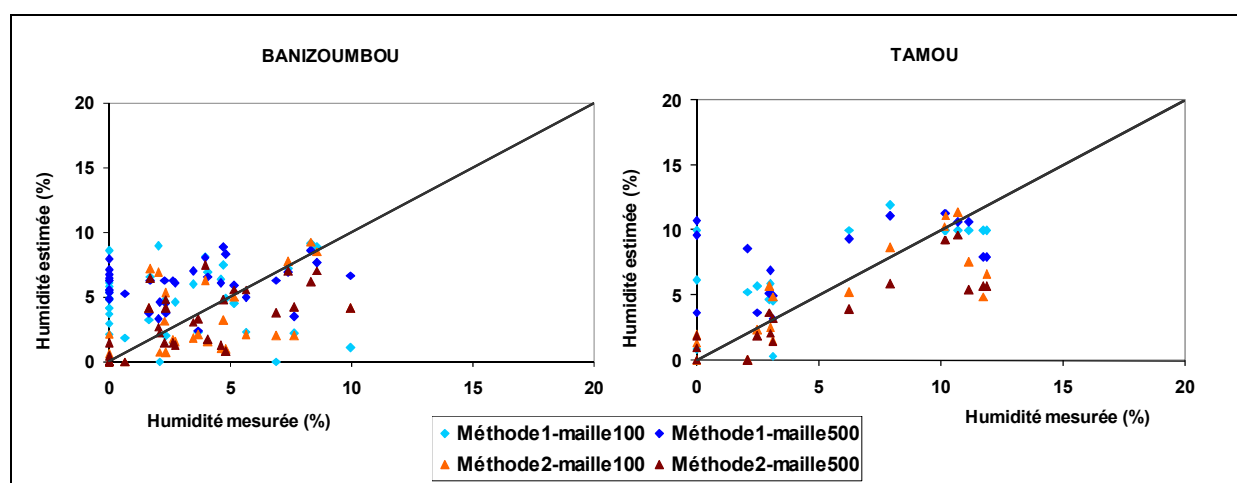 BANIZOUMBOU
TAMOU
20
15
10
5
0
Humidité estimée (%)
0 5 10 15 20
Humidité mesurée (%)
20
15
10
5
0
Humidité estimée (%)
0 5 10 15 20
Humidité mesurée (%)
Méthode1-maille100 Méthode1-maille500
Méthode2-maille100 Méthode2-maille500